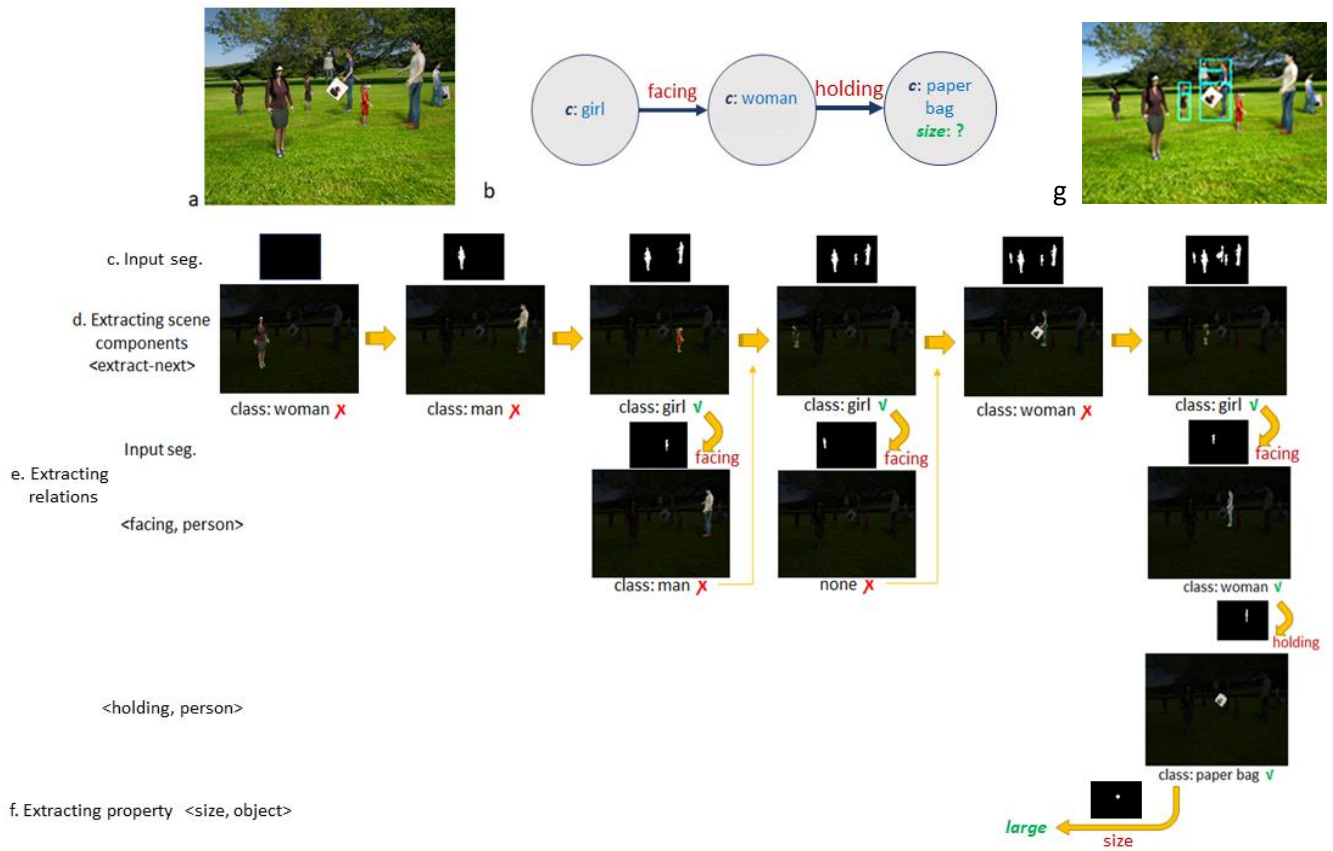 a
b
c: girl
facing
c: woman
holding
c: paper
bag
size: ?
g
c. Input seg.
d. Extracting scene
components
<extract-next>
class: woman ✗
class: man ✗
class: girl √
class: girl √
class: woman ✗
class: girl √
Input seg.
facing
facing
facing
e. Extracting
relations
<facing, person>
class: man ✗
none ✗
class: woman √
holding
<holding, person>
class: paper bag √
f. Extracting property <size, object>
large
size